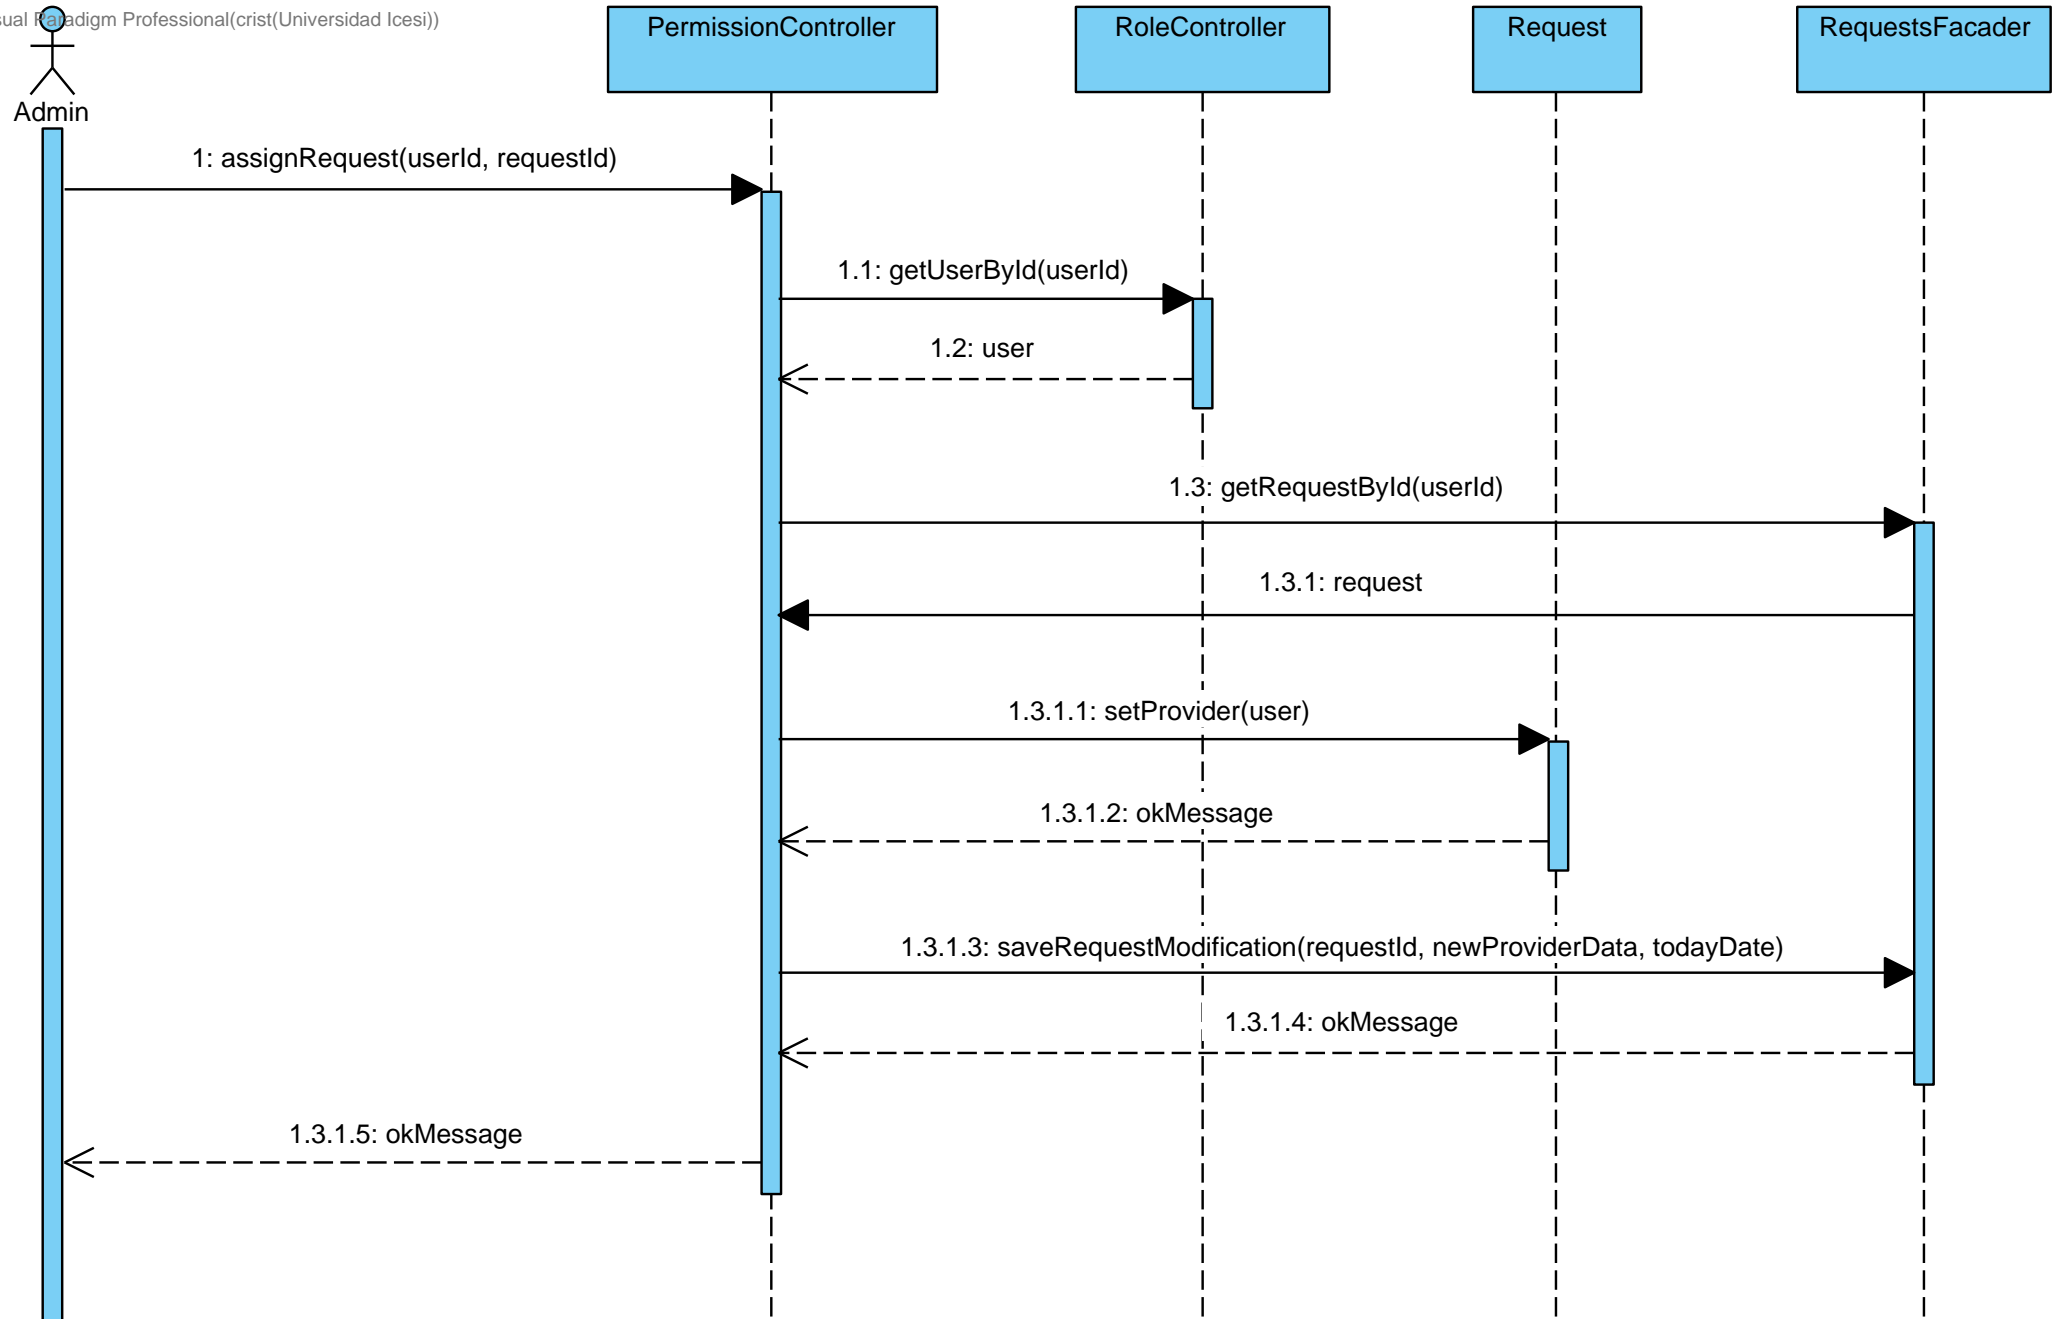 sual Paradigm Professional(crist(Universidad Icesi))
Admin
PermissionController
RoleController
Request
RequestsFacader
1: assignRequest(userId, requestId)
1.1: getUserById(userId)
1.2: user
1.3: getRequestById(userId)
1.3.1: request
1.3.1.1: setProvider(user)
1.3.1.2: okMessage
1.3.1.3: saveRequestModification(requestId, newProviderData, todayDate)
1.3.1.4: okMessage
1.3.1.5: okMessage